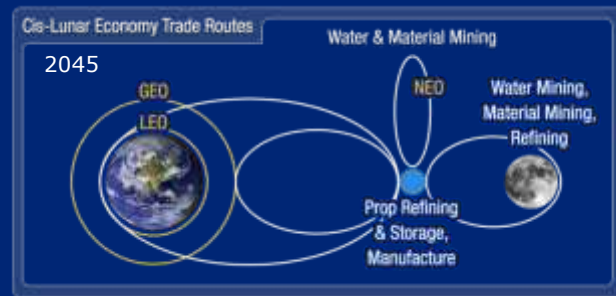 Cis-Lunar Economy Trade Routes
Water & Material Mining
2045
GEO
LEO
NEO
Water Mining,
Material Mining,
Refining
Prop Refining
& Storage,
Manufacture